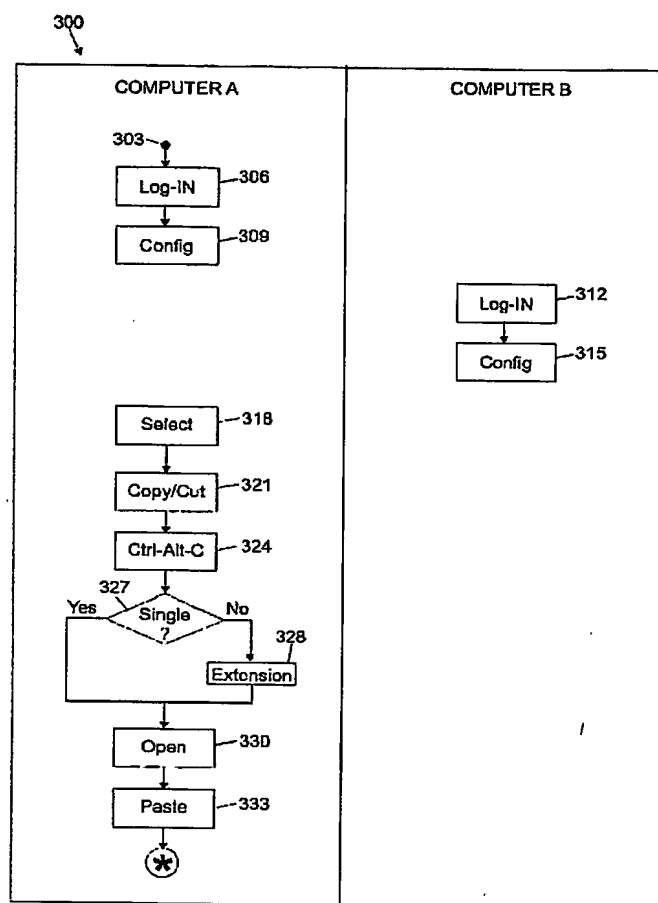 300
COMPUTER A
COMPUTER B
303
Log-IN
306
Config
309
Log-IN
312
Config
315
Select
318
Copy/Cut
321
Ctrl-Alt-C
324
327
Yes
Single
?
No
328
Extension
Open
330
Paste
333
*